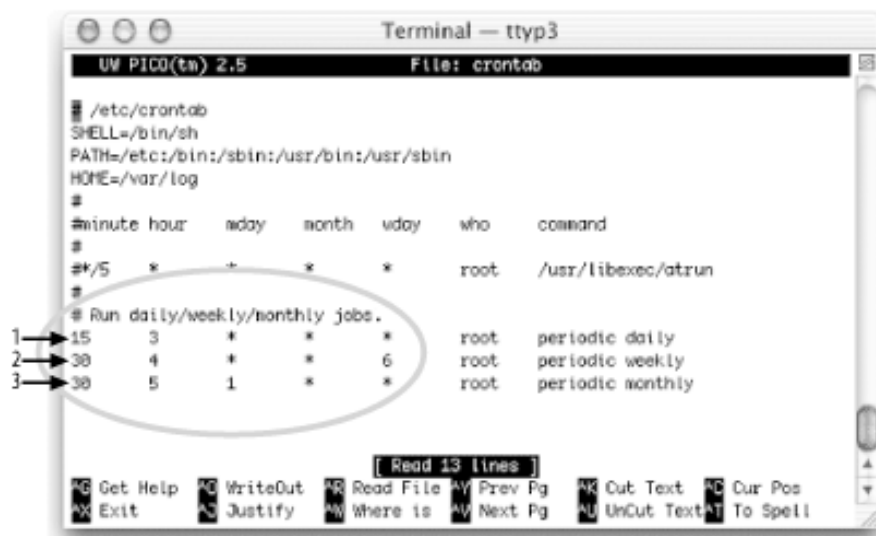 Terminal — ttyp3
UW PICO(tm) 2.5 File: crontab
# /etc/crontab
SHELL=/bin/sh
PATH=/etc:/bin:/sbin:/usr/bin:/usr/sbin
HOME=/var/log
#
#minute hour mday month wday who command
#
#*/5 * * * * root /usr/libexec/atrun
#
# Run daily/weekly/monthly jobs.
1 15 3 * * * root periodic daily
2 30 4 * * 6 root periodic weekly
3 30 5 1 * * root periodic monthly
[ Read 13 lines ]
^G Get Help ^O WriteOut ^R Read File ^Y Prev Pg ^K Cut Text ^C Cur Pos
^X Exit ^J Justify ^W Where is ^V Next Pg ^U UnCut Text ^T To Spell